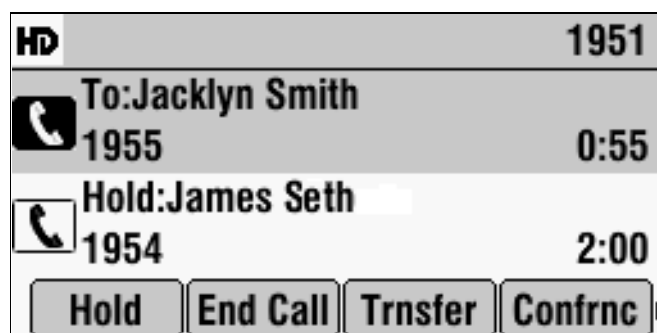 HD 1951
To:Jacklyn Smith
1955 0:55
Hold:James Seth
1954 2:00
Hold End Call Trnsfer Confrnc